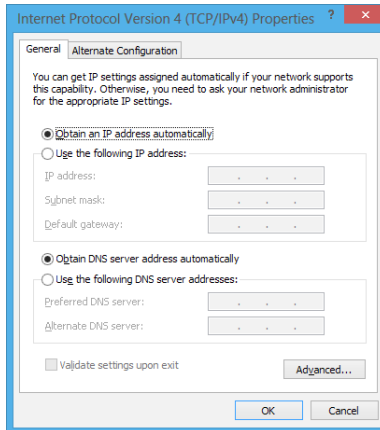 Internet Protocol Version 4 (TCP/IPv4) Properties ? ×
General Alternate Configuration
You can get IP settings assigned automatically if your network supports
this capability. Otherwise, you need to ask your network administrator
for the appropriate IP settings.
Obtain an IP address automatically
Use the following IP address:
IP address: . . .
Subnet mask: . . .
Default gateway: . . .
Obtain DNS server address automatically
Use the following DNS server addresses:
Preferred DNS server: . . .
Alternate DNS server: . . .
Validate settings upon exit
Advanced...
OK Cancel